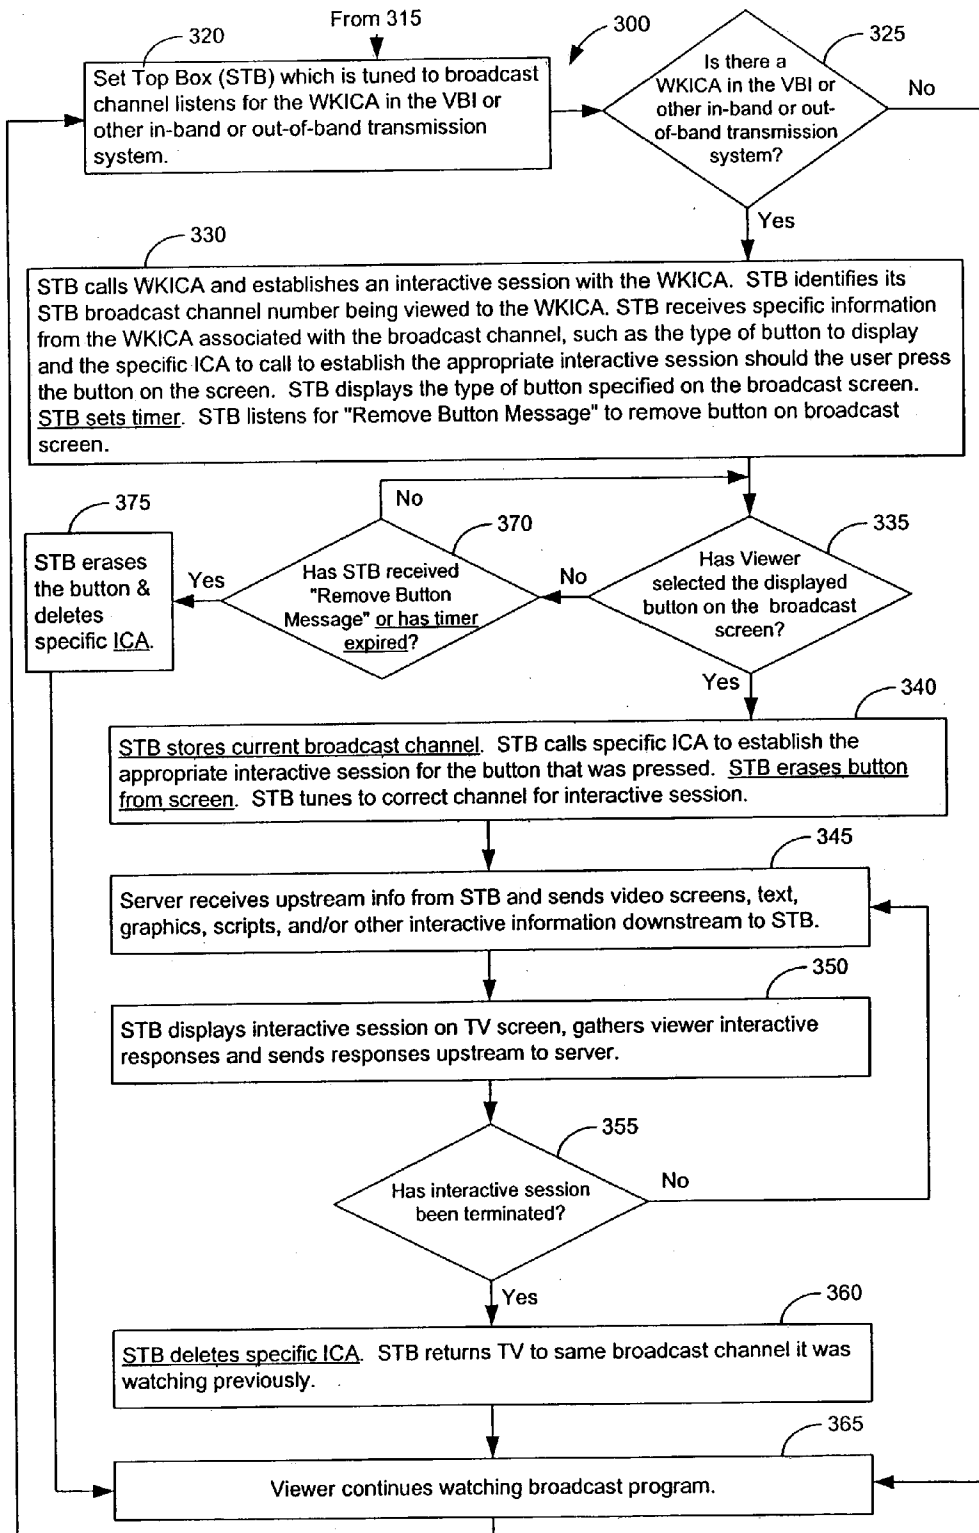 From 315
320
300
325
Set Top Box (STB) which is tuned to broadcast
channel listens for the WKICA in the VBI or
other in-band or out-of-band transmission
system.
Is there a
WKICA in the VBI or
other in-band or out-
of-band transmission
system?
No
Yes
330
STB calls WKICA and establishes an interactive session with the WKICA. STB identifies its
STB broadcast channel number being viewed to the WKICA. STB receives specific information
from the WKICA associated with the broadcast channel, such as the type of button to display
and the specific ICA to call to establish the appropriate interactive session should the user press
the button on the screen. STB displays the type of button specified on the broadcast screen.
STB sets timer. STB listens for "Remove Button Message" to remove button on broadcast
screen.
375
No
370
335
STB erases
the button &
deletes
specific ICA.
Yes
Has STB received
"Remove Button
Message" or has timer
expired?
No
Has Viewer
selected the displayed
button on the broadcast
screen?
Yes
340
STB stores current broadcast channel. STB calls specific ICA to establish the
appropriate interactive session for the button that was pressed. STB erases button
from screen. STB tunes to correct channel for interactive session.
345
Server receives upstream info from STB and sends video screens, text,
graphics, scripts, and/or other interactive information downstream to STB.
350
STB displays interactive session on TV screen, gathers viewer interactive
responses and sends responses upstream to server.
355
Has interactive session
been terminated?
No
Yes
360
STB deletes specific ICA. STB returns TV to same broadcast channel it was
watching previously.
365
Viewer continues watching broadcast program.